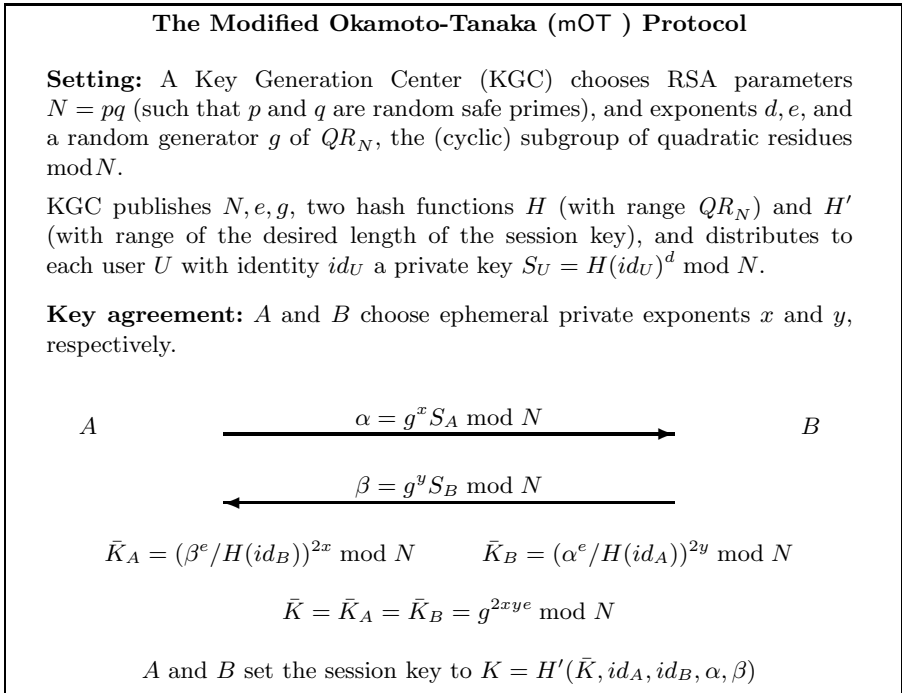 The Modified Okamoto-Tanaka (mOT ) Protocol
Setting: A Key Generation Center (KGC) chooses RSA parameters
N = pq (such that p and q are random safe primes), and exponents d, e, and
a random generator g of QR_N, the (cyclic) subgroup of quadratic residues
mod N.
KGC publishes N, e, g, two hash functions H (with range QR_N) and H′
(with range of the desired length of the session key), and distributes to
each user U with identity id_U a private key S_U = H(id_U)^d mod N.
Key agreement: A and B choose ephemeral private exponents x and y,
respectively.
A α = g^x S_A mod N B
β = g^y S_B mod N
K̄_A = (β^e/H(id_B))^{2x} mod N K̄_B = (α^e/H(id_A))^{2y} mod N
K̄ = K̄_A = K̄_B = g^{2xye} mod N
A and B set the session key to K = H′(K̄, id_A, id_B, α, β)